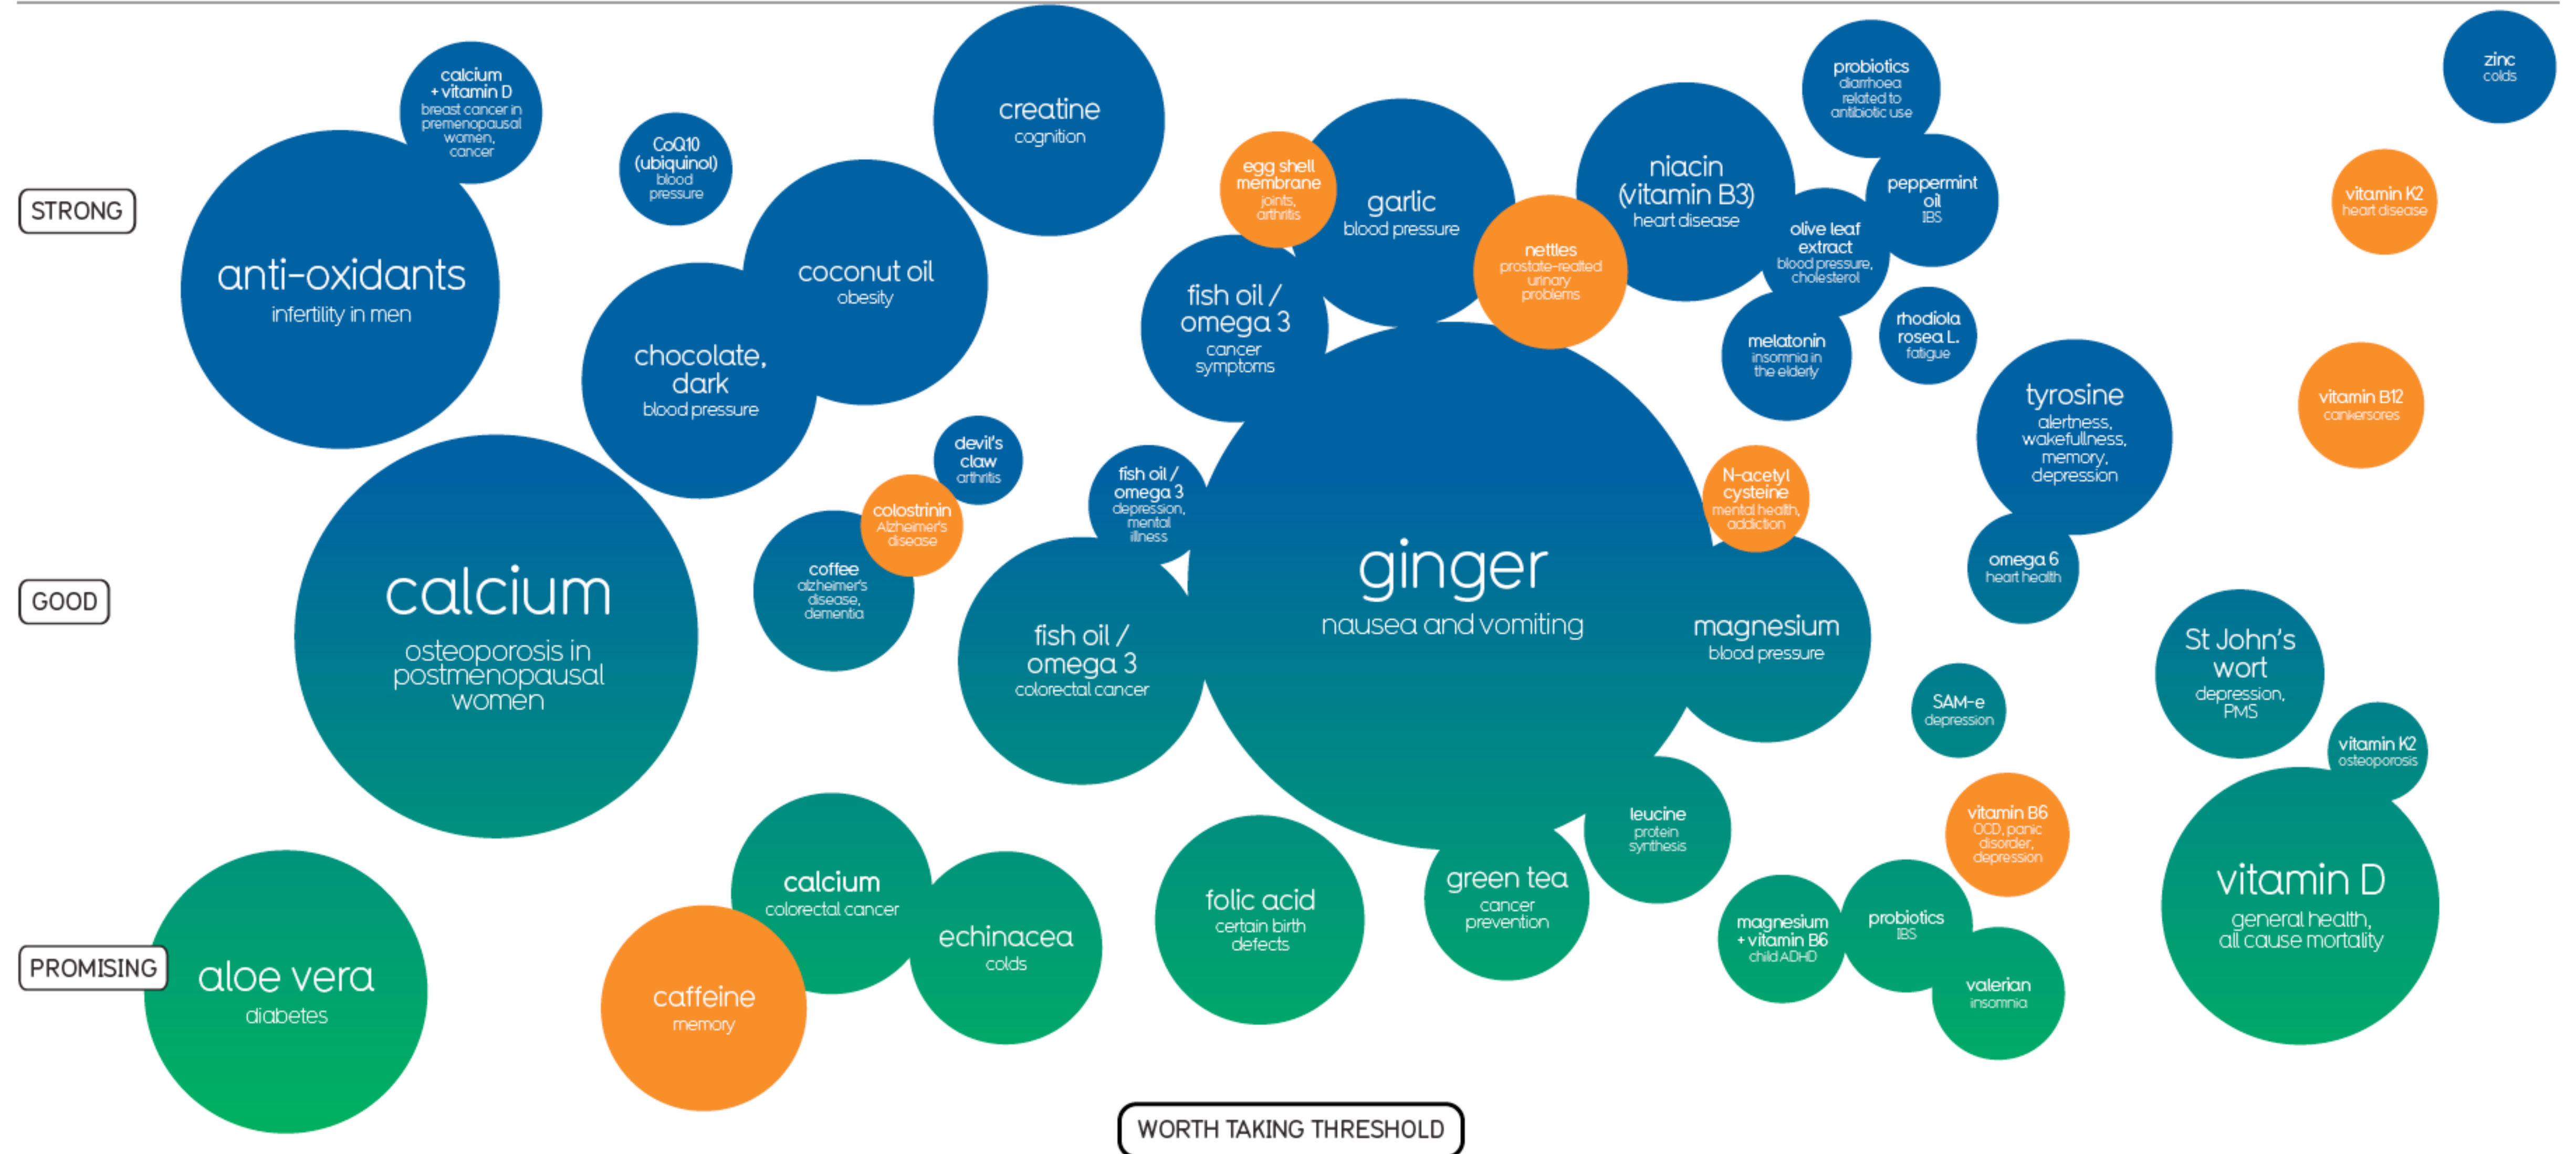 calcium
+ vitamin D
breast cancer in
premenopausal
women,
cancer
anti-oxidants
infertility in men
CoQ10
(ubiquinol)
blood
pressure
creatine
cognition
coconut oil
obesity
chocolate,
dark
blood pressure
egg shell
membrane
joints,
arthritis
garlic
blood pressure
fish oil /
omega 3
cancer
symptoms
nettles
prostate-realted
urinary
problems
niacin
(vitamin B3)
heart disease
probiotics
diarrhoea
related to
antibiotic use
peppermint
oil
IBS
olive leaf
extract
blood pressure,
cholesterol
melatonin
insomnia in
the elderly
rhodiola
rosea L.
fatigue
zinc
colds
vitamin K2
heart disease
STRONG
tyrosine
alertness,
wakefullness,
memory,
depression
vitamin B12
cankersores
calcium
osteoporosis in
postmenopausal
women
devil's
claw
arthritis
colostrinin
Alzheimer's
disease
coffee
alzheimer's
disease,
dementia
fish oil /
omega 3
depression,
mental
illness
fish oil /
omega 3
colorectal cancer
ginger
nausea and vomiting
N-acetyl
cysteine
mental health,
addiction
magnesium
blood pressure
omega 6
heart health
GOOD
SAM-e
depression
St John's
wort
depression,
PMS
vitamin K2
osteoporosis
vitamin B6
OCD, panic
disorder,
depression
leucine
protein
synthesis
vitamin D
general health,
all cause mortality
calcium
colorectal cancer
echinacea
colds
folic acid
certain birth
defects
green tea
cancer
prevention
magnesium
+ vitamin B6
child ADHD
probiotics
IBS
valerian
insomnia
PROMISING
aloe vera
diabetes
caffeine
memory
WORTH TAKING THRESHOLD